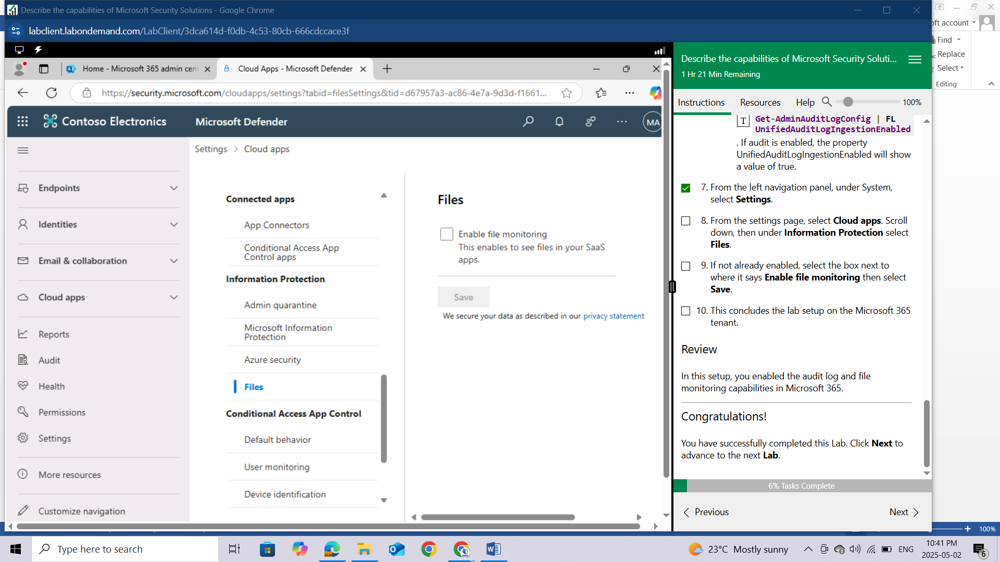 Describe the capabilities of Microsoft Security Solutions - Google Chrome
labclient.labondemand.com/LabClient/3dca614d-f0db-4c53-80cb-666cdccace3f
Home - Microsoft 365 admin cent
Cloud Apps - Microsoft Defender
https://security.microsoft.com/cloudapps/settings?tabid=filesSettings&tid=d67957a3-ac86-4e7a-9d3d-f1661...
Contoso Electronics
Microsoft Defender
MA
Endpoints
Identities
Email & collaboration
Cloud apps
Reports
Audit
Health
Permissions
Settings
More resources
Customize navigation
Settings > Cloud apps
Connected apps
App Connectors
Conditional Access App
Control apps
Information Protection
Admin quarantine
Microsoft Information
Protection
Azure security
Files
Conditional Access App Control
Default behavior
User monitoring
Device identification
Files
Enable file monitoring
This enables to see files in your SaaS
apps.
Save
We secure your data as described in our privacy statement
Describe the capabilities of Microsoft Security Soluti...
1 Hr 21 Min Remaining
Instructions
Resources
Help
100%
T
Get-AdminAuditLogConfig | FL
UnifiedAuditLogIngestionEnabled
. If audit is enabled, the property
UnifiedAuditLogIngestionEnabled will show
a value of true.
7. From the left navigation panel, under System,
select Settings.
8. From the settings page, select Cloud apps. Scroll
down, then under Information Protection select
Files.
9. If not already enabled, select the box next to
where it says Enable file monitoring then select
Save.
10. This concludes the lab setup on the Microsoft 365
tenant.
Review
In this setup, you enabled the audit log and file
monitoring capabilities in Microsoft 365.
Congratulations!
You have successfully completed this Lab. Click Next to
advance to the next Lab.
6% Tasks Complete
Previous
Next
account
Find
Replace
Select
Editing
100%
Type here to search
23°C Mostly sunny
ENG
10:41 PM
2025-05-02
6